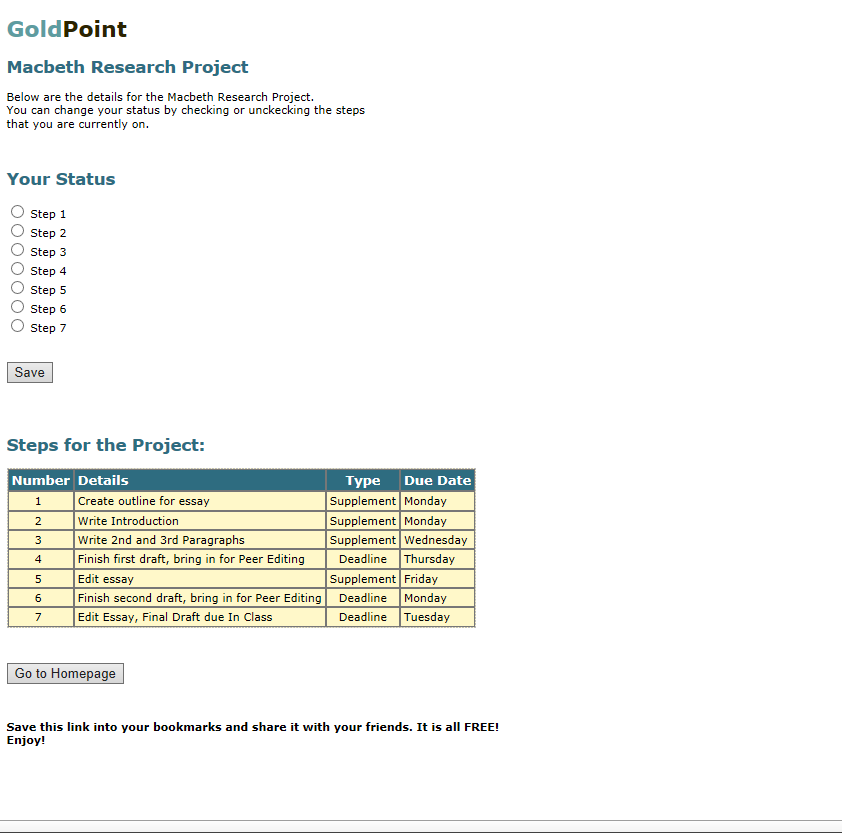 GoldPoint
Macbeth Research Project
Below are the details for the Macbeth Research Project.
You can change your status by checking or unckecking the steps
that you are currently on.
Your Status
Step 1
Step 2
Step 3
Step 4
Step 5
Step 6
Step 7
Save
Steps for the Project:
Number Details Type Due Date
1 Create outline for essay Supplement Monday
2 Write Introduction Supplement Monday
3 Write 2nd and 3rd Paragraphs Supplement Wednesday
4 Finish first draft, bring in for Peer Editing Deadline Thursday
5 Edit essay Supplement Friday
6 Finish second draft, bring in for Peer Editing Deadline Monday
7 Edit Essay, Final Draft due In Class Deadline Tuesday
Go to Homepage
Save this link into your bookmarks and share it with your friends. It is all FREE!
Enjoy!